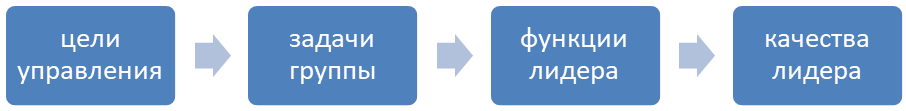 цели
управления
задачи
группы
функции
лидера
качества
лидера